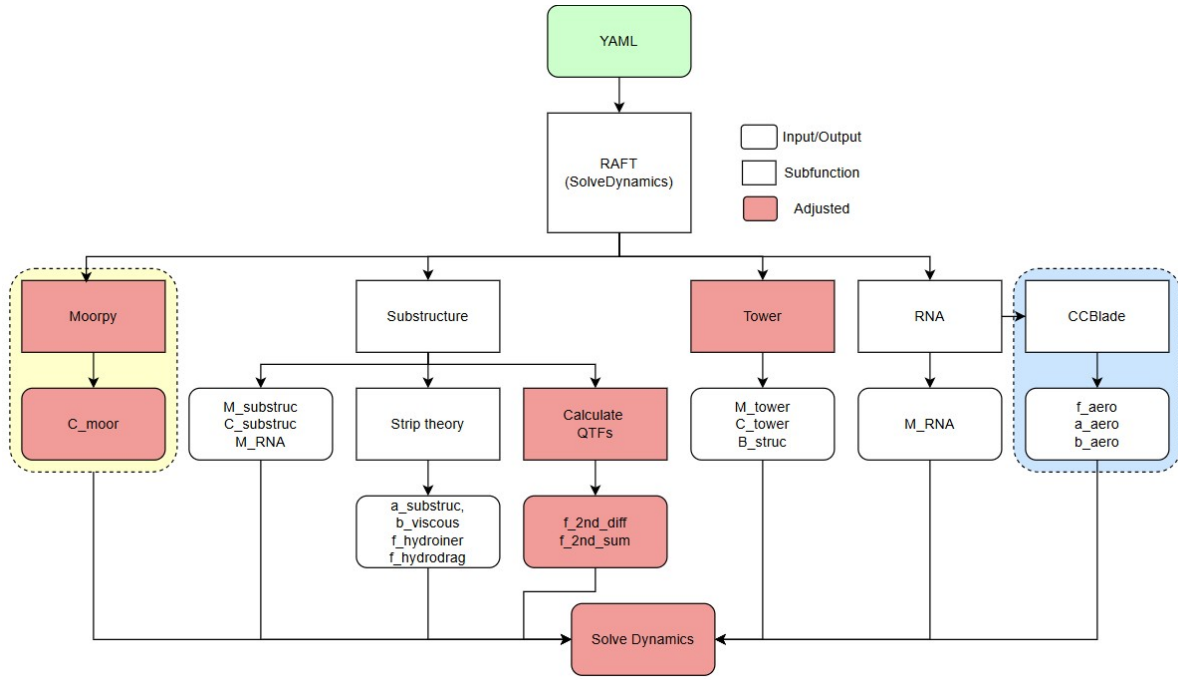 YAML
RAFT
(SolveDynamics)
Input/Output
Subfunction
Adjusted
Moorpy
Substructure
Tower
RNA
CCBlade
C_moor
M_substruc
C_substruc
M_RNA
Strip theory
Calculate
QTFs
M_tower
C_tower
B_struc
M_RNA
f_aero
a_aero
b_aero
a_substruc,
b_viscous
f_hydroiner
f_hydrodrag
f_2nd_diff
f_2nd_sum
Solve Dynamics